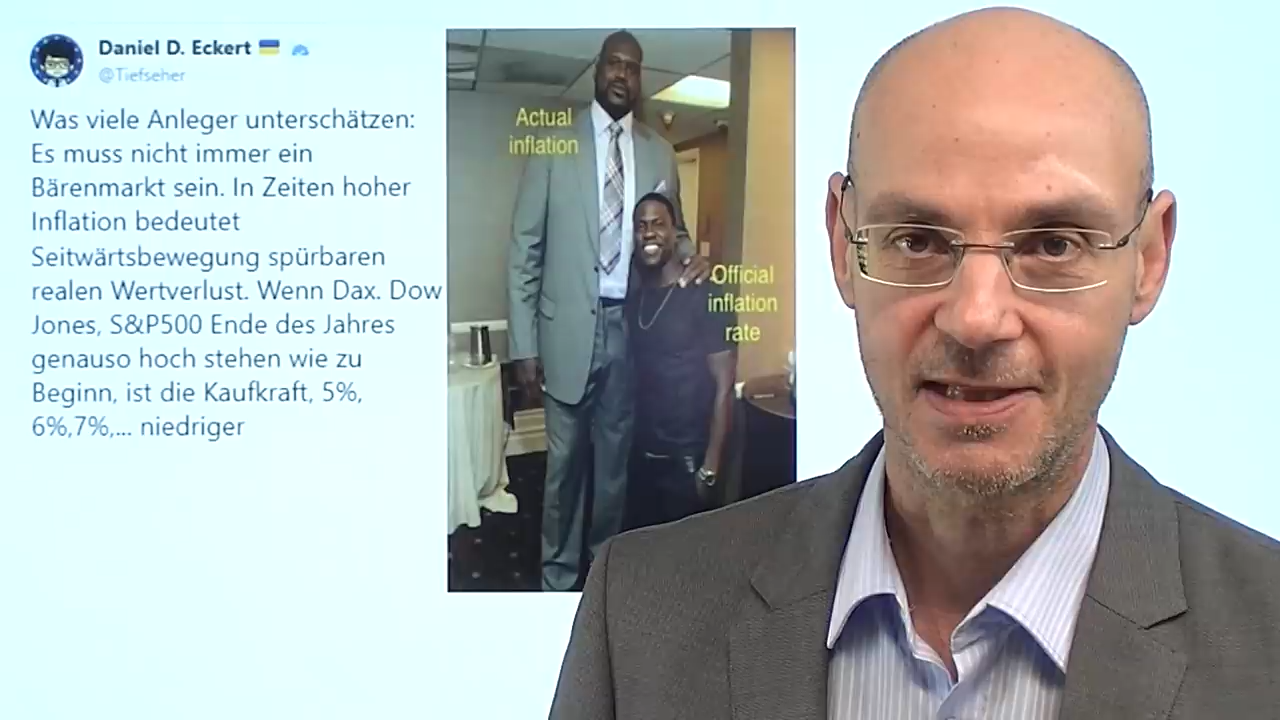 Daniel D. Eckert
@Tiefseher
Was viele Anleger unterschätzen:
Es muss nicht immer ein
Bärenmarkt sein. In Zeiten hoher
Inflation bedeutet
Seitwärtsbewegung spürbaren
realen Wertverlust. Wenn Dax. Dow
Jones, S&P500 Ende des Jahres
genauso hoch stehen wie zu
Beginn, ist die Kaufkraft, 5%,
6%,7%,... niedriger
Actual
inflation
Official
inflation
rate